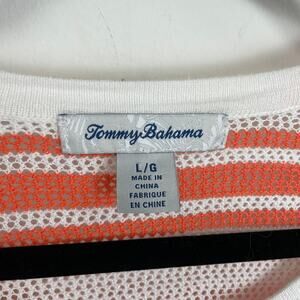 Tommy Bahama
L/G
MADE IN
CHINA
FABRIQUE
EN CHINE